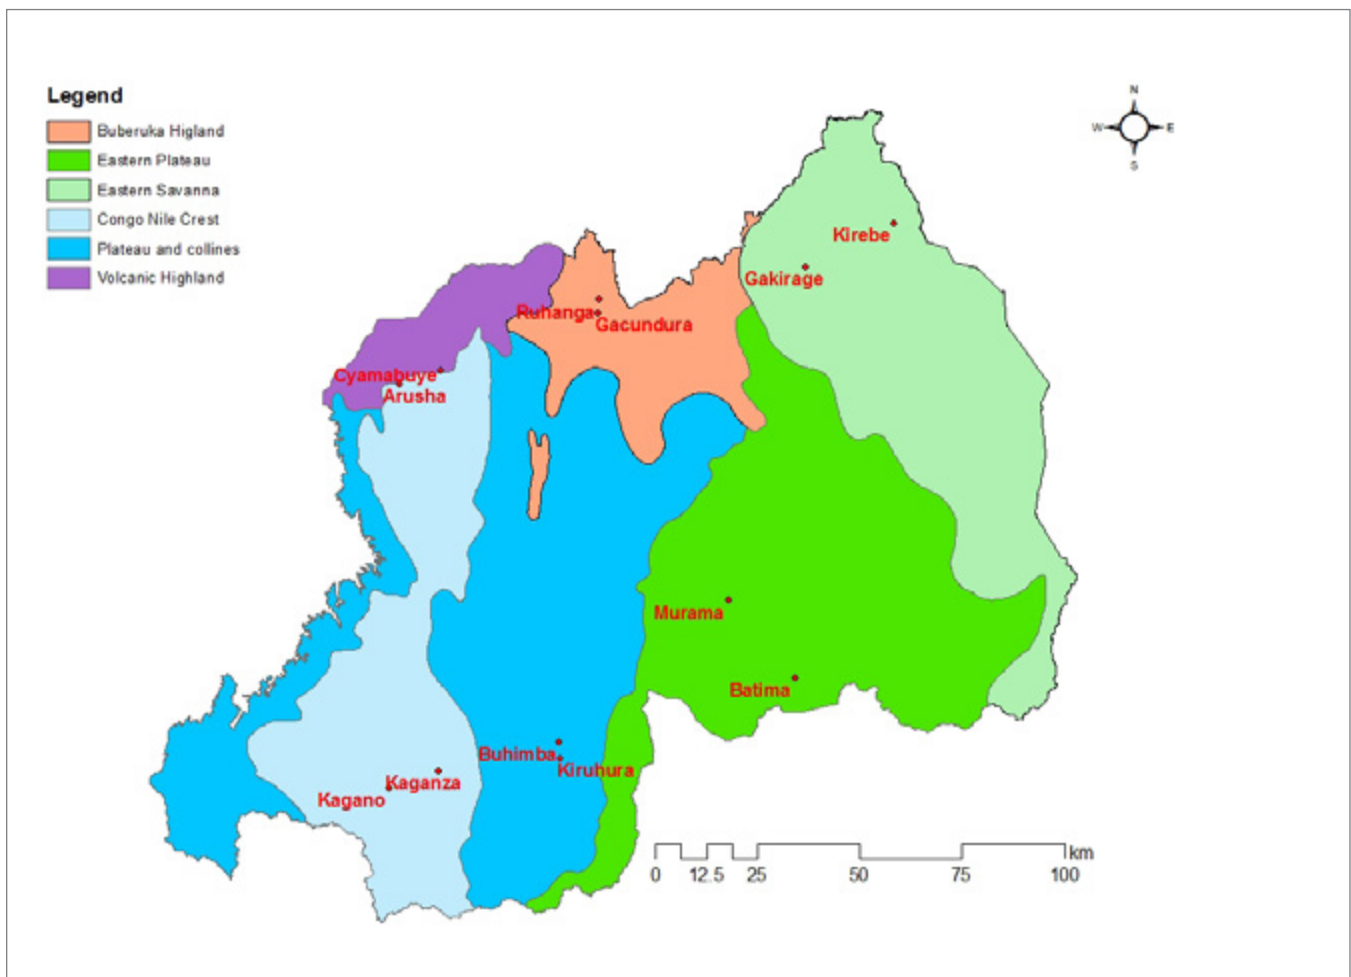 Legend
Buberuka Higland
Eastern Plateau
Eastern Savanna
Congo Nile Crest
Plateau and collines
Volcanic Highland
N
W E
S
Kirebe
Gakirage
Ruhanga
Gacundura
Cyamabuye
Arusha
Murama
Batima
Buhimba
Kiruhura
Kaganza
Kagano
km
0 12.5 25 50 75 100